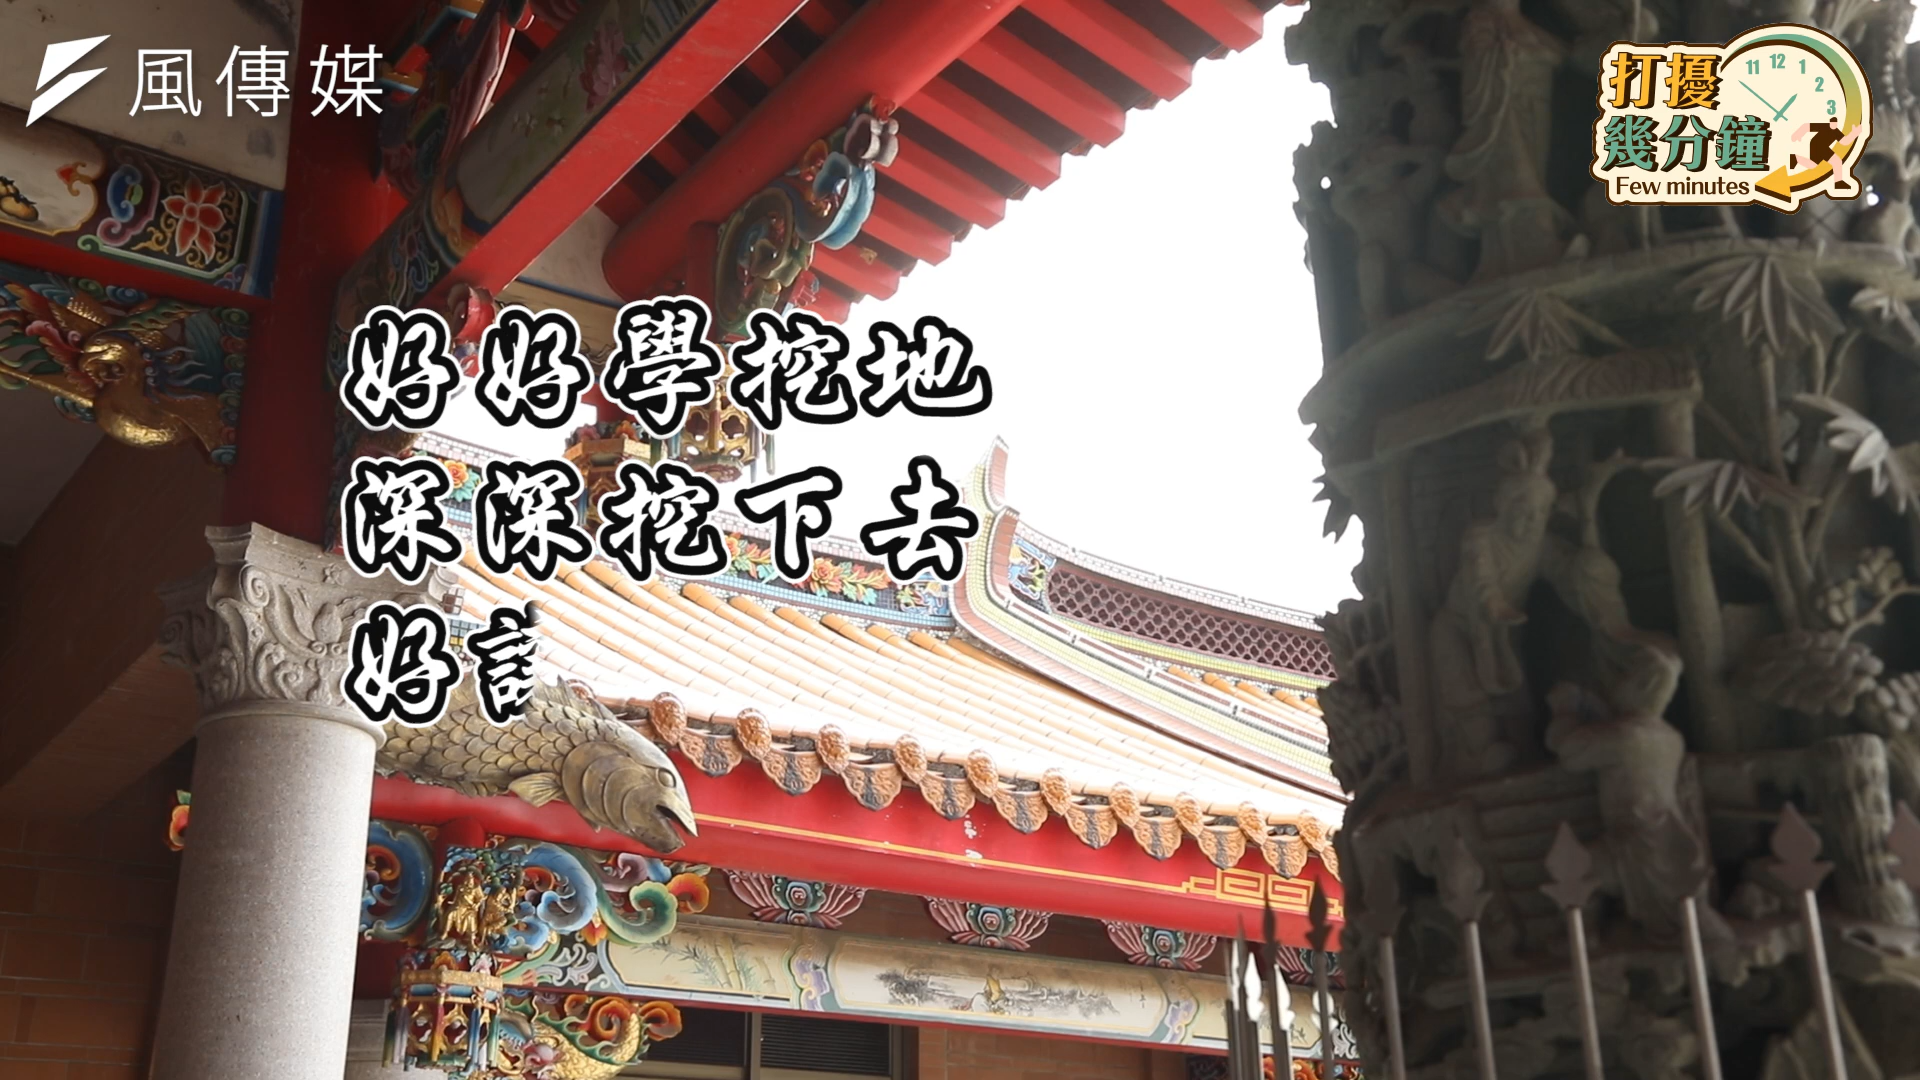 風傳媒
打擾
幾分鐘
Few minutes
11 12 1 2 3
好好學挖地
深深挖下去
好